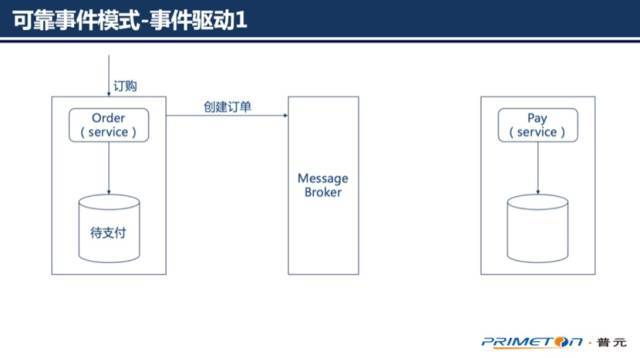 可靠事件模式-事件驱动1
订购
Order
（service）
创建订单
Message
Broker
Pay
（service）
待支付
PRIMETON·普元